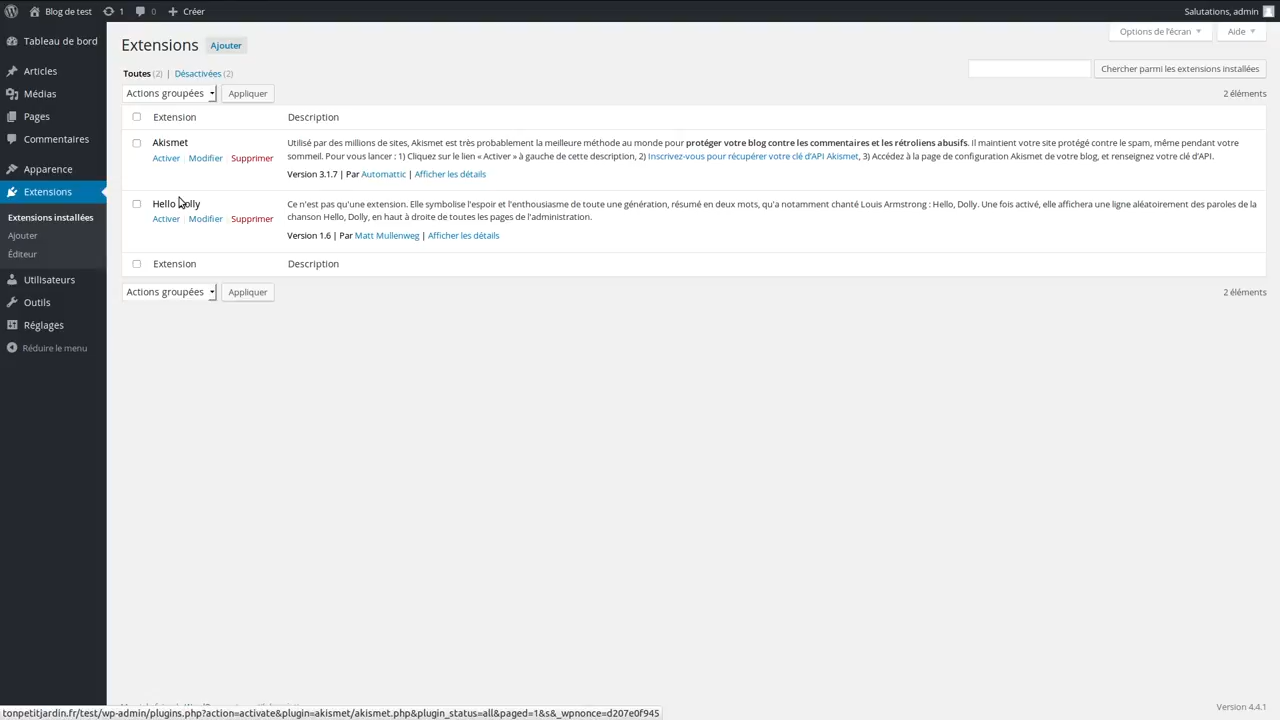 Blog de test 1 0 Créer Salutations, admin
Tableau de bord
Articles
Médias
Pages
Commentaires
Apparence
Extensions
Extensions installées
Ajouter
Éditeur
Utilisateurs
Outils
Réglages
Réduire le menu
Options de l'écran Aide
Extensions Ajouter
Toutes (2) | Désactivées (2)
Chercher parmi les extensions installées
Actions groupées Appliquer 2 éléments
Extension Description
Akismet
Activer | Modifier | Supprimer
Utilisé par des millions de sites, Akismet est très probablement la meilleure méthode au monde pour protéger votre blog contre les commentaires et les rétroliens abusifs. Il maintient votre site protégé contre le spam, même pendant votre
sommeil. Pour vous lancer : 1) Cliquez sur le lien « Activer » à gauche de cette description, 2) Inscrivez-vous pour récupérer votre clé d'API Akismet, 3) Accédez à la page de configuration Akismet de votre blog, et renseignez votre clé d'API.
Version 3.1.7 | Par Automattic | Afficher les détails
Hello Dolly
Activer | Modifier | Supprimer
Ce n'est pas qu'une extension. Elle symbolise l'espoir et l'enthousiasme de toute une génération, résumé en deux mots, qu'a notamment chanté Louis Armstrong : Hello, Dolly. Une fois activé, elle affichera une ligne aléatoirement des paroles de la
chanson Hello, Dolly, en haut à droite de toutes les pages de l'administration.
Version 1.6 | Par Matt Mullenweg | Afficher les détails
Extension Description
Actions groupées Appliquer 2 éléments
tonpetitjardin.fr/test/wp-admin/plugins.php?action=activate&plugin=akismet/akismet.php&plugin_status=all&paged=1&s&_wpnonce=d207e0f945
Version 4.4.1